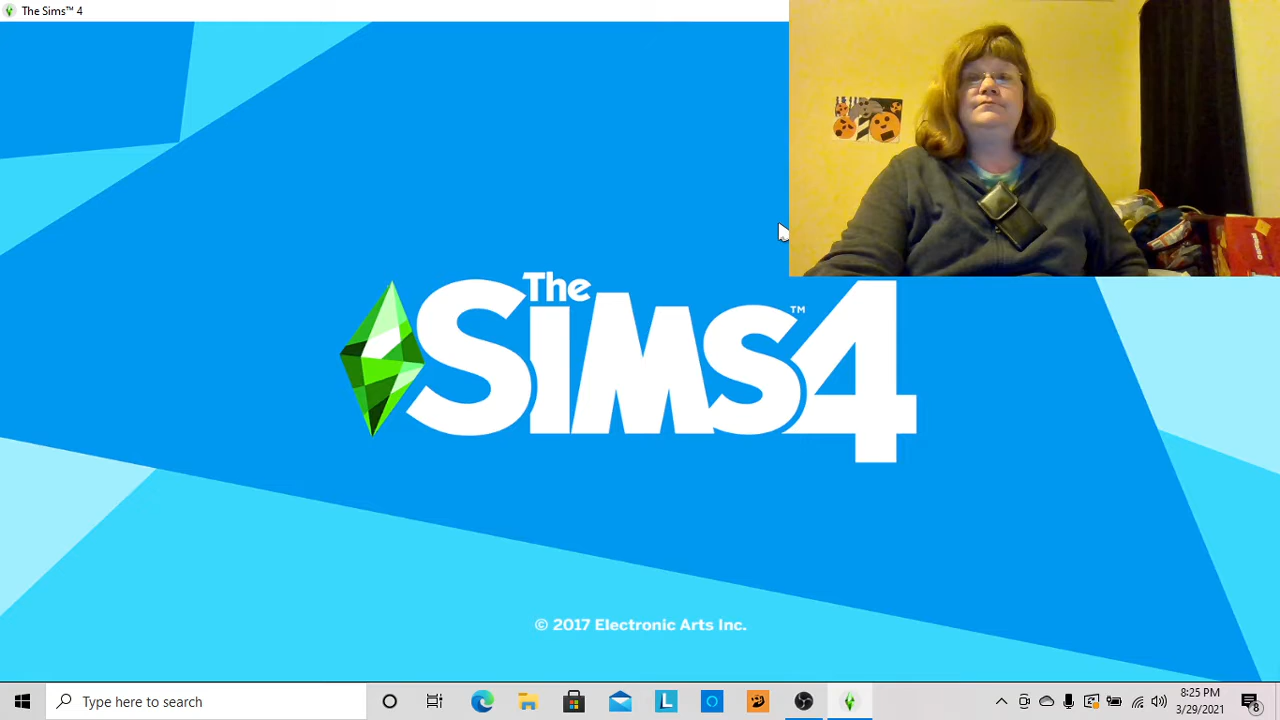 The Sims™ 4
The
SIMS4™
© 2017 Electronic Arts Inc.
Type here to search
L
8:25 PM
3/29/2021
8